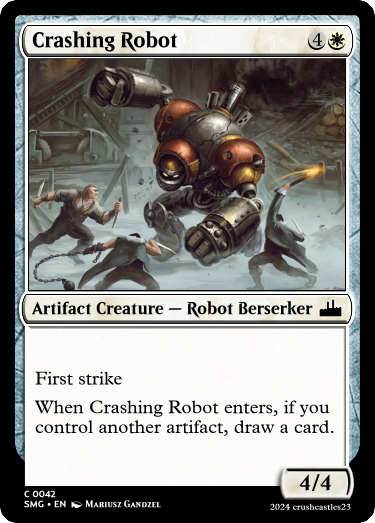 Crashing Robot 4
Artifact Creature — Robot Berserker
First strike
When Crashing Robot enters, if you
control another artifact, draw a card.
4/4
C 0042
SMG • EN Mariusz Gandzel
2024 crushcastles23